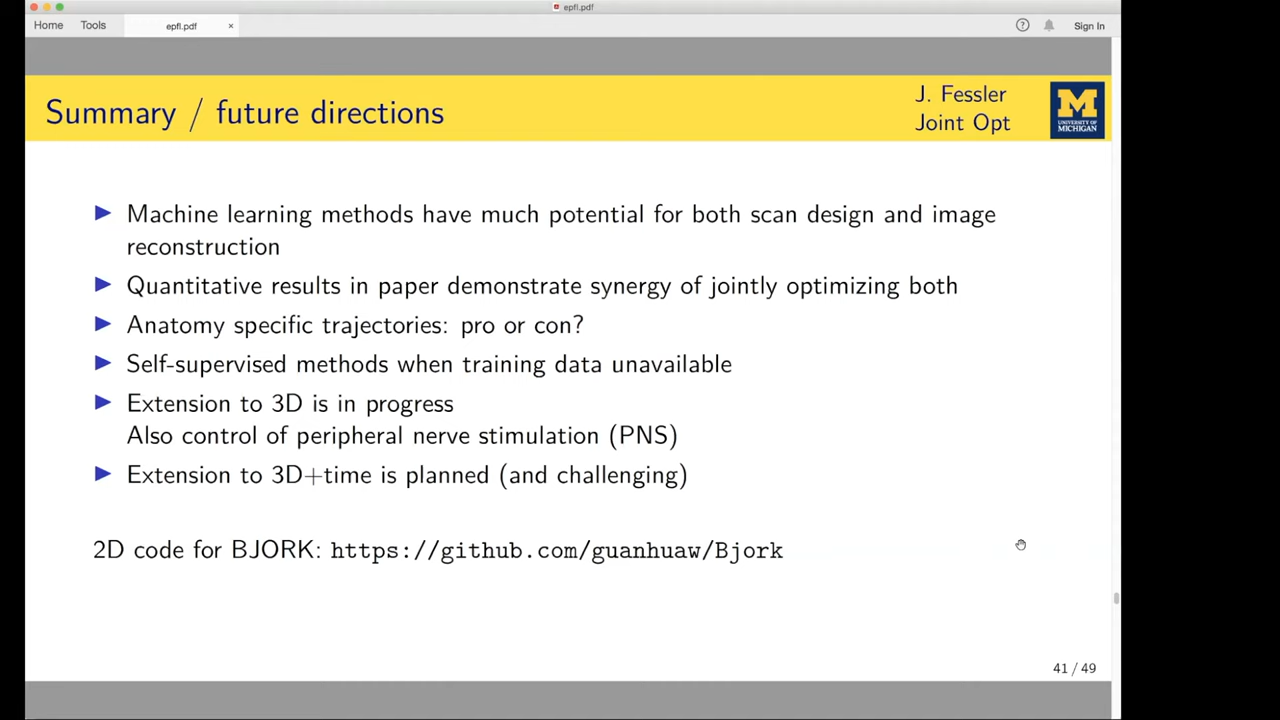 epfl.pdf
Home Tools epfl.pdf × ? Sign In
Summary / future directions
J. Fessler
Joint Opt
M
UNIVERSITY OF
MICHIGAN
Machine learning methods have much potential for both scan design and image
reconstruction
Quantitative results in paper demonstrate synergy of jointly optimizing both
Anatomy specific trajectories: pro or con?
Self-supervised methods when training data unavailable
Extension to 3D is in progress
Also control of peripheral nerve stimulation (PNS)
Extension to 3D+time is planned (and challenging)
2D code for BJORK: https://github.com/guanhuaw/Bjork
41 / 49